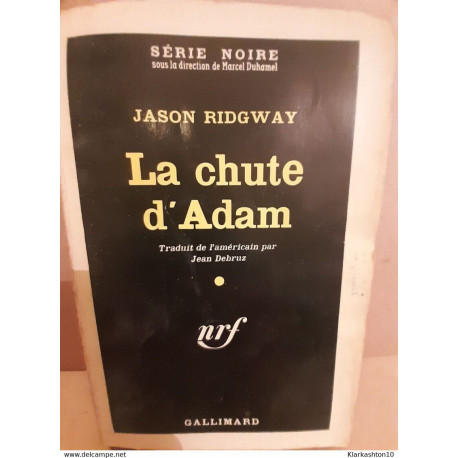 SÉRIE NOIRE
sous la direction de Marcel Duhamel
JASON RIDGWAY
La chute
d'Adam
Traduit de l'américain par
Jean Debruz
nrf
GALLIMARD
www.delcampe.net
Klarkashton10